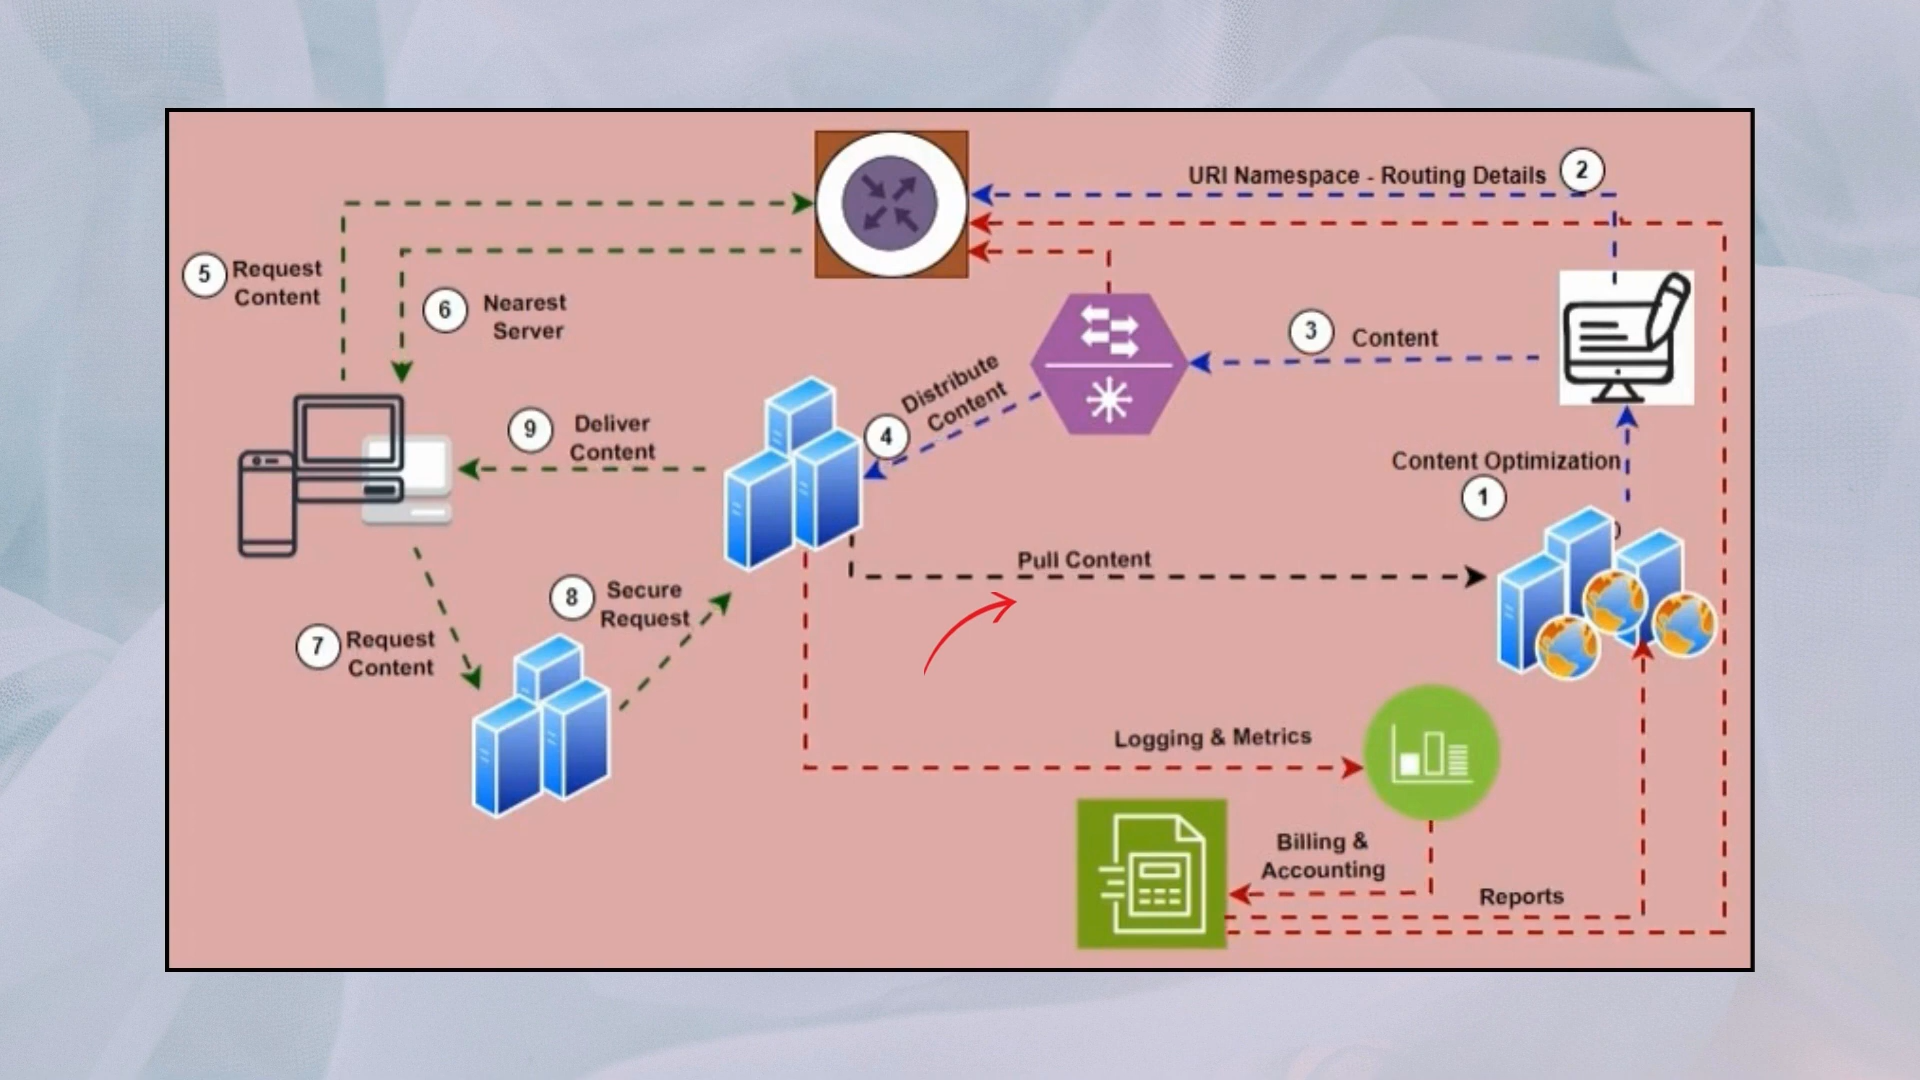 URI Namespace - Routing Details
2
5
Request
Content
6
Nearest
Server
3
Content
Distribute
Content
4
9
Deliver
Content
Content Optimization
1
Pull Content
8
Secure
Request
7
Request
Content
Logging & Metrics
Billing &
Accounting
Reports